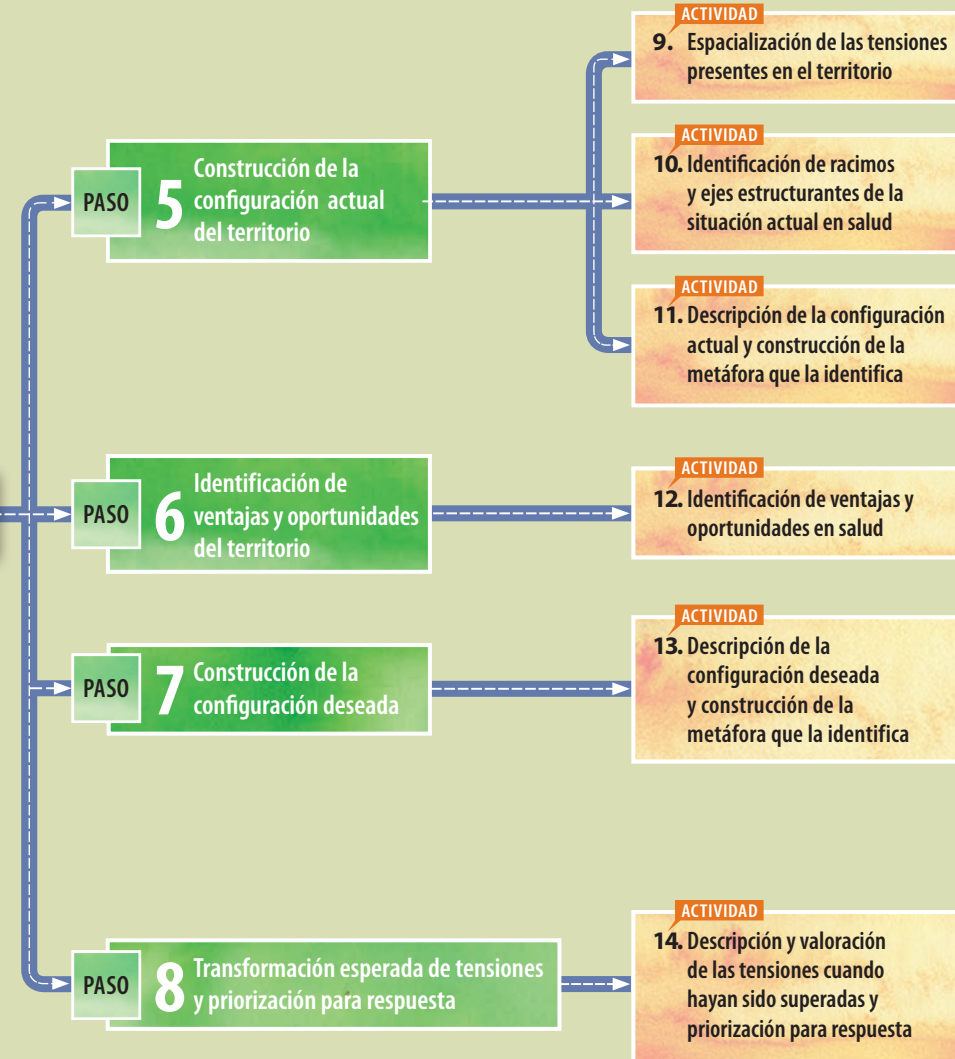 PASO
5
Construcción de la
configuración actual
del territorio
ACTIVIDAD
9. Espacialización de las tensiones
presentes en el territorio
ACTIVIDAD
10. Identificación de racimos
y ejes estructurantes de la
situación actual en salud
ACTIVIDAD
11. Descripción de la configuración
actual y construcción de la
metáfora que la identifica
PASO
6
Identificación de
ventajas y oportunidades
del territorio
ACTIVIDAD
12. Identificación de ventajas y
oportunidades en salud
PASO
7
Construcción de la
configuración deseada
ACTIVIDAD
13. Descripción de la
configuración deseada
y construcción de la
metáfora que la identifica
PASO
8
Transformación esperada de tensiones
y priorización para respuesta
ACTIVIDAD
14. Descripción y valoración
de las tensiones cuando
hayan sido superadas y
priorización para respuesta